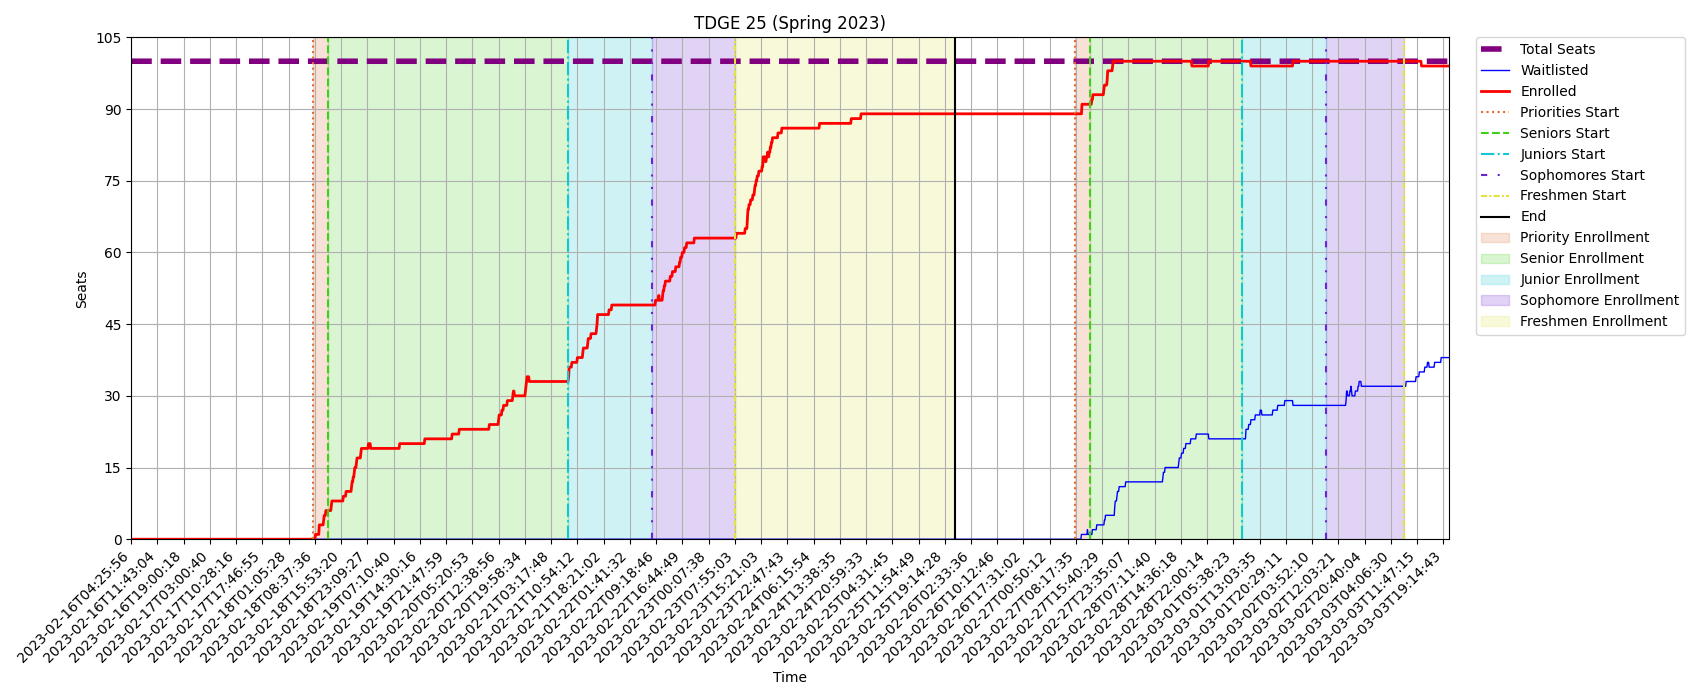 TDGE 25 (Spring 2023)
105
90
75
60
45
30
15
0
Seats
2023-02-16T04:25:56
2023-02-16T11:43:04
2023-02-16T19:00:18
2023-02-17T03:00:40
2023-02-17T10:28:16
2023-02-17T17:46:55
2023-02-18T01:05:28
2023-02-18T08:37:36
2023-02-18T15:53:20
2023-02-18T23:09:27
2023-02-19T07:10:40
2023-02-19T14:30:16
2023-02-19T21:47:59
2023-02-20T05:20:53
2023-02-20T12:38:56
2023-02-20T19:58:34
2023-02-21T03:17:48
2023-02-21T10:54:12
2023-02-21T18:21:02
2023-02-22T01:41:32
2023-02-22T09:18:46
2023-02-22T16:44:49
2023-02-23T00:07:38
2023-02-23T07:55:03
2023-02-23T15:21:03
2023-02-23T22:47:43
2023-02-24T06:15:54
2023-02-24T13:38:35
2023-02-24T20:59:33
2023-02-25T04:31:45
2023-02-25T11:54:49
2023-02-25T19:14:28
2023-02-26T02:33:36
2023-02-26T10:12:46
2023-02-26T17:31:02
2023-02-27T00:50:12
2023-02-27T08:17:35
2023-02-27T15:40:29
2023-02-27T23:35:07
2023-02-28T07:11:40
2023-02-28T14:36:18
2023-02-28T22:00:14
2023-03-01T05:38:23
2023-03-01T13:03:35
2023-03-01T20:29:11
2023-03-02T03:52:10
2023-03-02T12:03:21
2023-03-02T20:40:04
2023-03-03T04:06:30
2023-03-03T11:47:15
2023-03-03T19:14:43
Time
Total Seats
Waitlisted
Enrolled
Priorities Start
Seniors Start
Juniors Start
Sophomores Start
Freshmen Start
End
Priority Enrollment
Senior Enrollment
Junior Enrollment
Sophomore Enrollment
Freshmen Enrollment